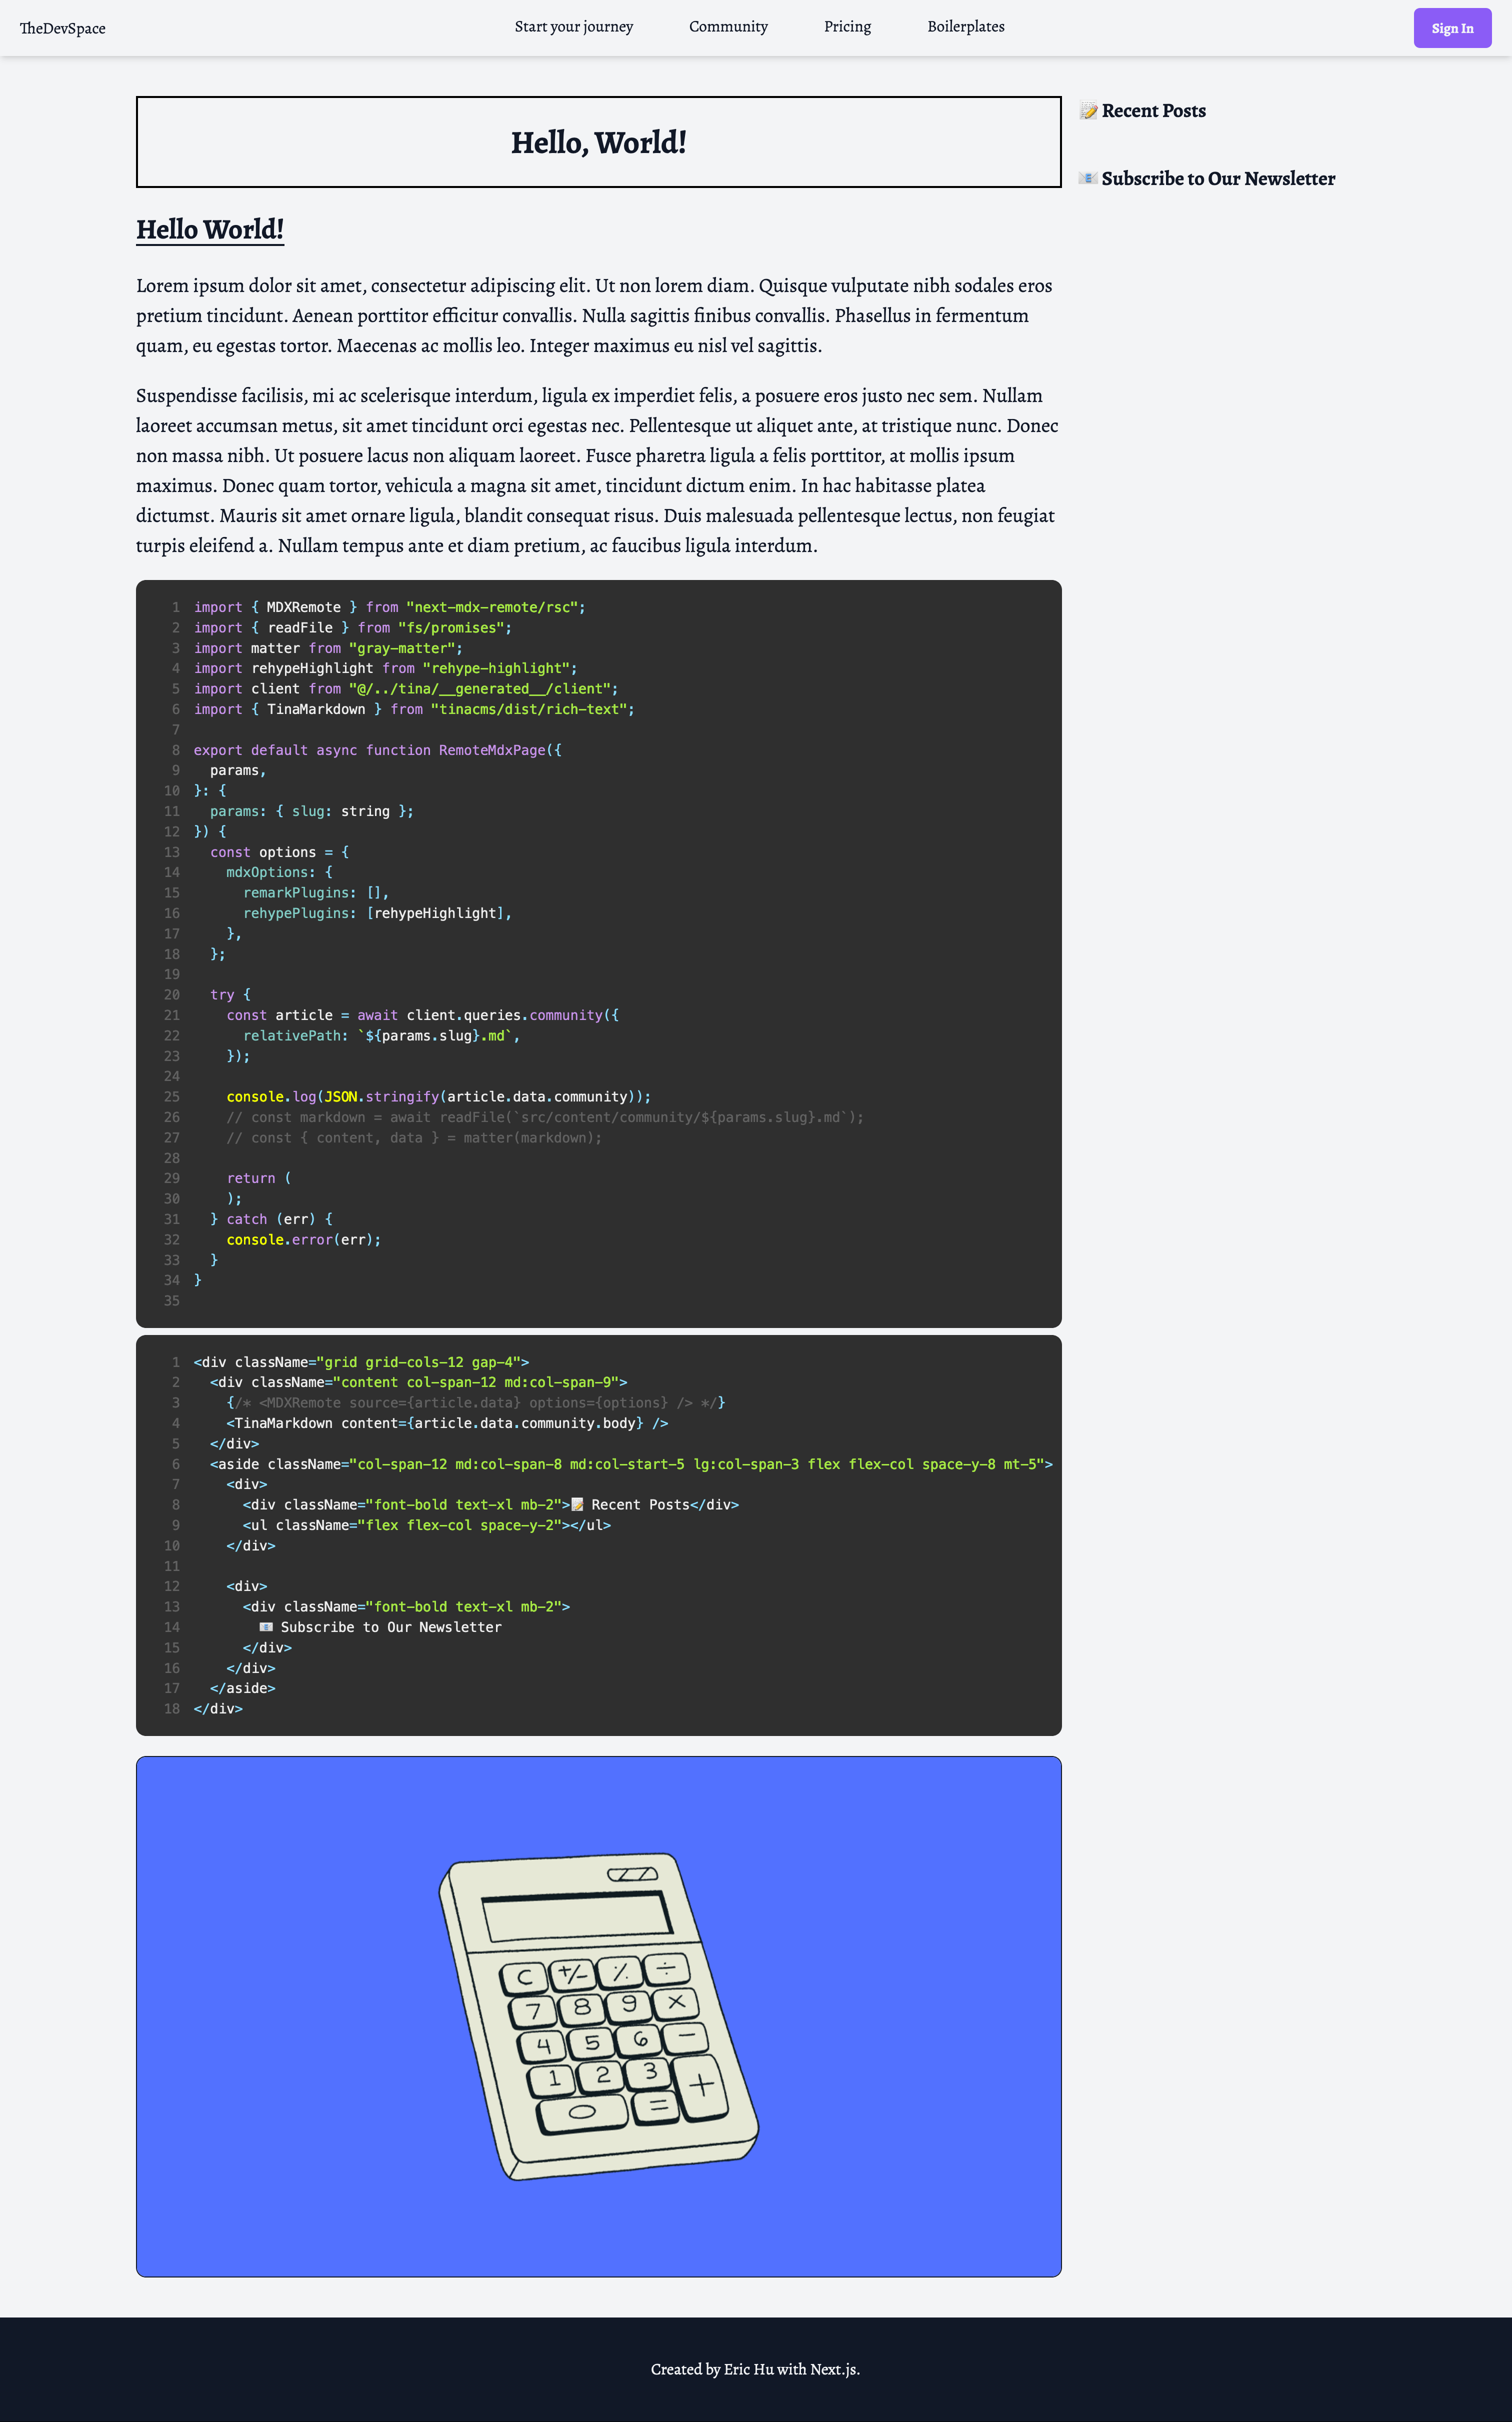 TheDevSpace
Start your journey
Community
Pricing
Boilerplates
Sign In
Hello, World!
Hello World!
Lorem ipsum dolor sit amet, consectetur adipiscing elit. Ut non lorem diam. Quisque vulputate nibh sodales eros
pretium tincidunt. Aenean porttitor efficitur convallis. Nulla sagittis finibus convallis. Phasellus in fermentum
quam, eu egestas tortor. Maecenas ac mollis leo. Integer maximus eu nisl vel sagittis.
Suspendisse facilisis, mi ac scelerisque interdum, ligula ex imperdiet felis, a posuere eros justo nec sem. Nullam
laoreet accumsan metus, sit amet tincidunt orci egestas nec. Pellentesque ut aliquet ante, at tristique nunc. Donec
non massa nibh. Ut posuere lacus non aliquam laoreet. Fusce pharetra ligula a felis porttitor, at mollis ipsum
maximus. Donec quam tortor, vehicula a magna sit amet, tincidunt dictum enim. In hac habitasse platea
dictumst. Mauris sit amet ornare ligula, blandit consequat risus. Duis malesuada pellentesque lectus, non feugiat
turpis eleifend a. Nullam tempus ante et diam pretium, ac faucibus ligula interdum.
1 import { MDXRemote } from "next-mdx-remote/rsc";
2 import { readFile } from "fs/promises";
3 import matter from "gray-matter";
4 import rehypeHighlight from "rehype-highlight";
5 import client from "@/../tina/__generated__/client";
6 import { TinaMarkdown } from "tinacms/dist/rich-text";
7
8 export default async function RemoteMdxPage({
9   params,
10 }: {
11   params: { slug: string };
12 }) {
13   const options = {
14     mdxOptions: {
15       remarkPlugins: [],
16       rehypePlugins: [rehypeHighlight],
17     },
18   };
19
20   try {
21     const article = await client.queries.community({
22       relativePath: `${params.slug}.md`,
23     });
24
25     console.log(JSON.stringify(article.data.community));
26     // const markdown = await readFile(`src/content/community/${params.slug}.md`);
27     // const { content, data } = matter(markdown);
28
29     return (
30     );
31   } catch (err) {
32     console.error(err);
33   }
34 }
35
1 <div className="grid grid-cols-12 gap-4">
2   <div className="content col-span-12 md:col-span-9">
3     {/* <MDXRemote source={article.data} options={options} /> */}
4     <TinaMarkdown content={article.data.community.body} />
5   </div>
6   <aside className="col-span-12 md:col-span-8 md:col-start-5 lg:col-span-3 flex flex-col space-y-8 mt-5">
7     <div>
8       <div className="font-bold text-xl mb-2">📝 Recent Posts</div>
9       <ul className="flex flex-col space-y-2"></ul>
10     </div>
11
12     <div>
13       <div className="font-bold text-xl mb-2">
14         📧 Subscribe to Our Newsletter
15       </div>
16     </div>
17   </aside>
18 </div>
C +/- % ÷
7 8 9 ×
4 5 6 −
1 2 3 +
0 =
📝 Recent Posts
📧 Subscribe to Our Newsletter
Created by Eric Hu with Next.js.